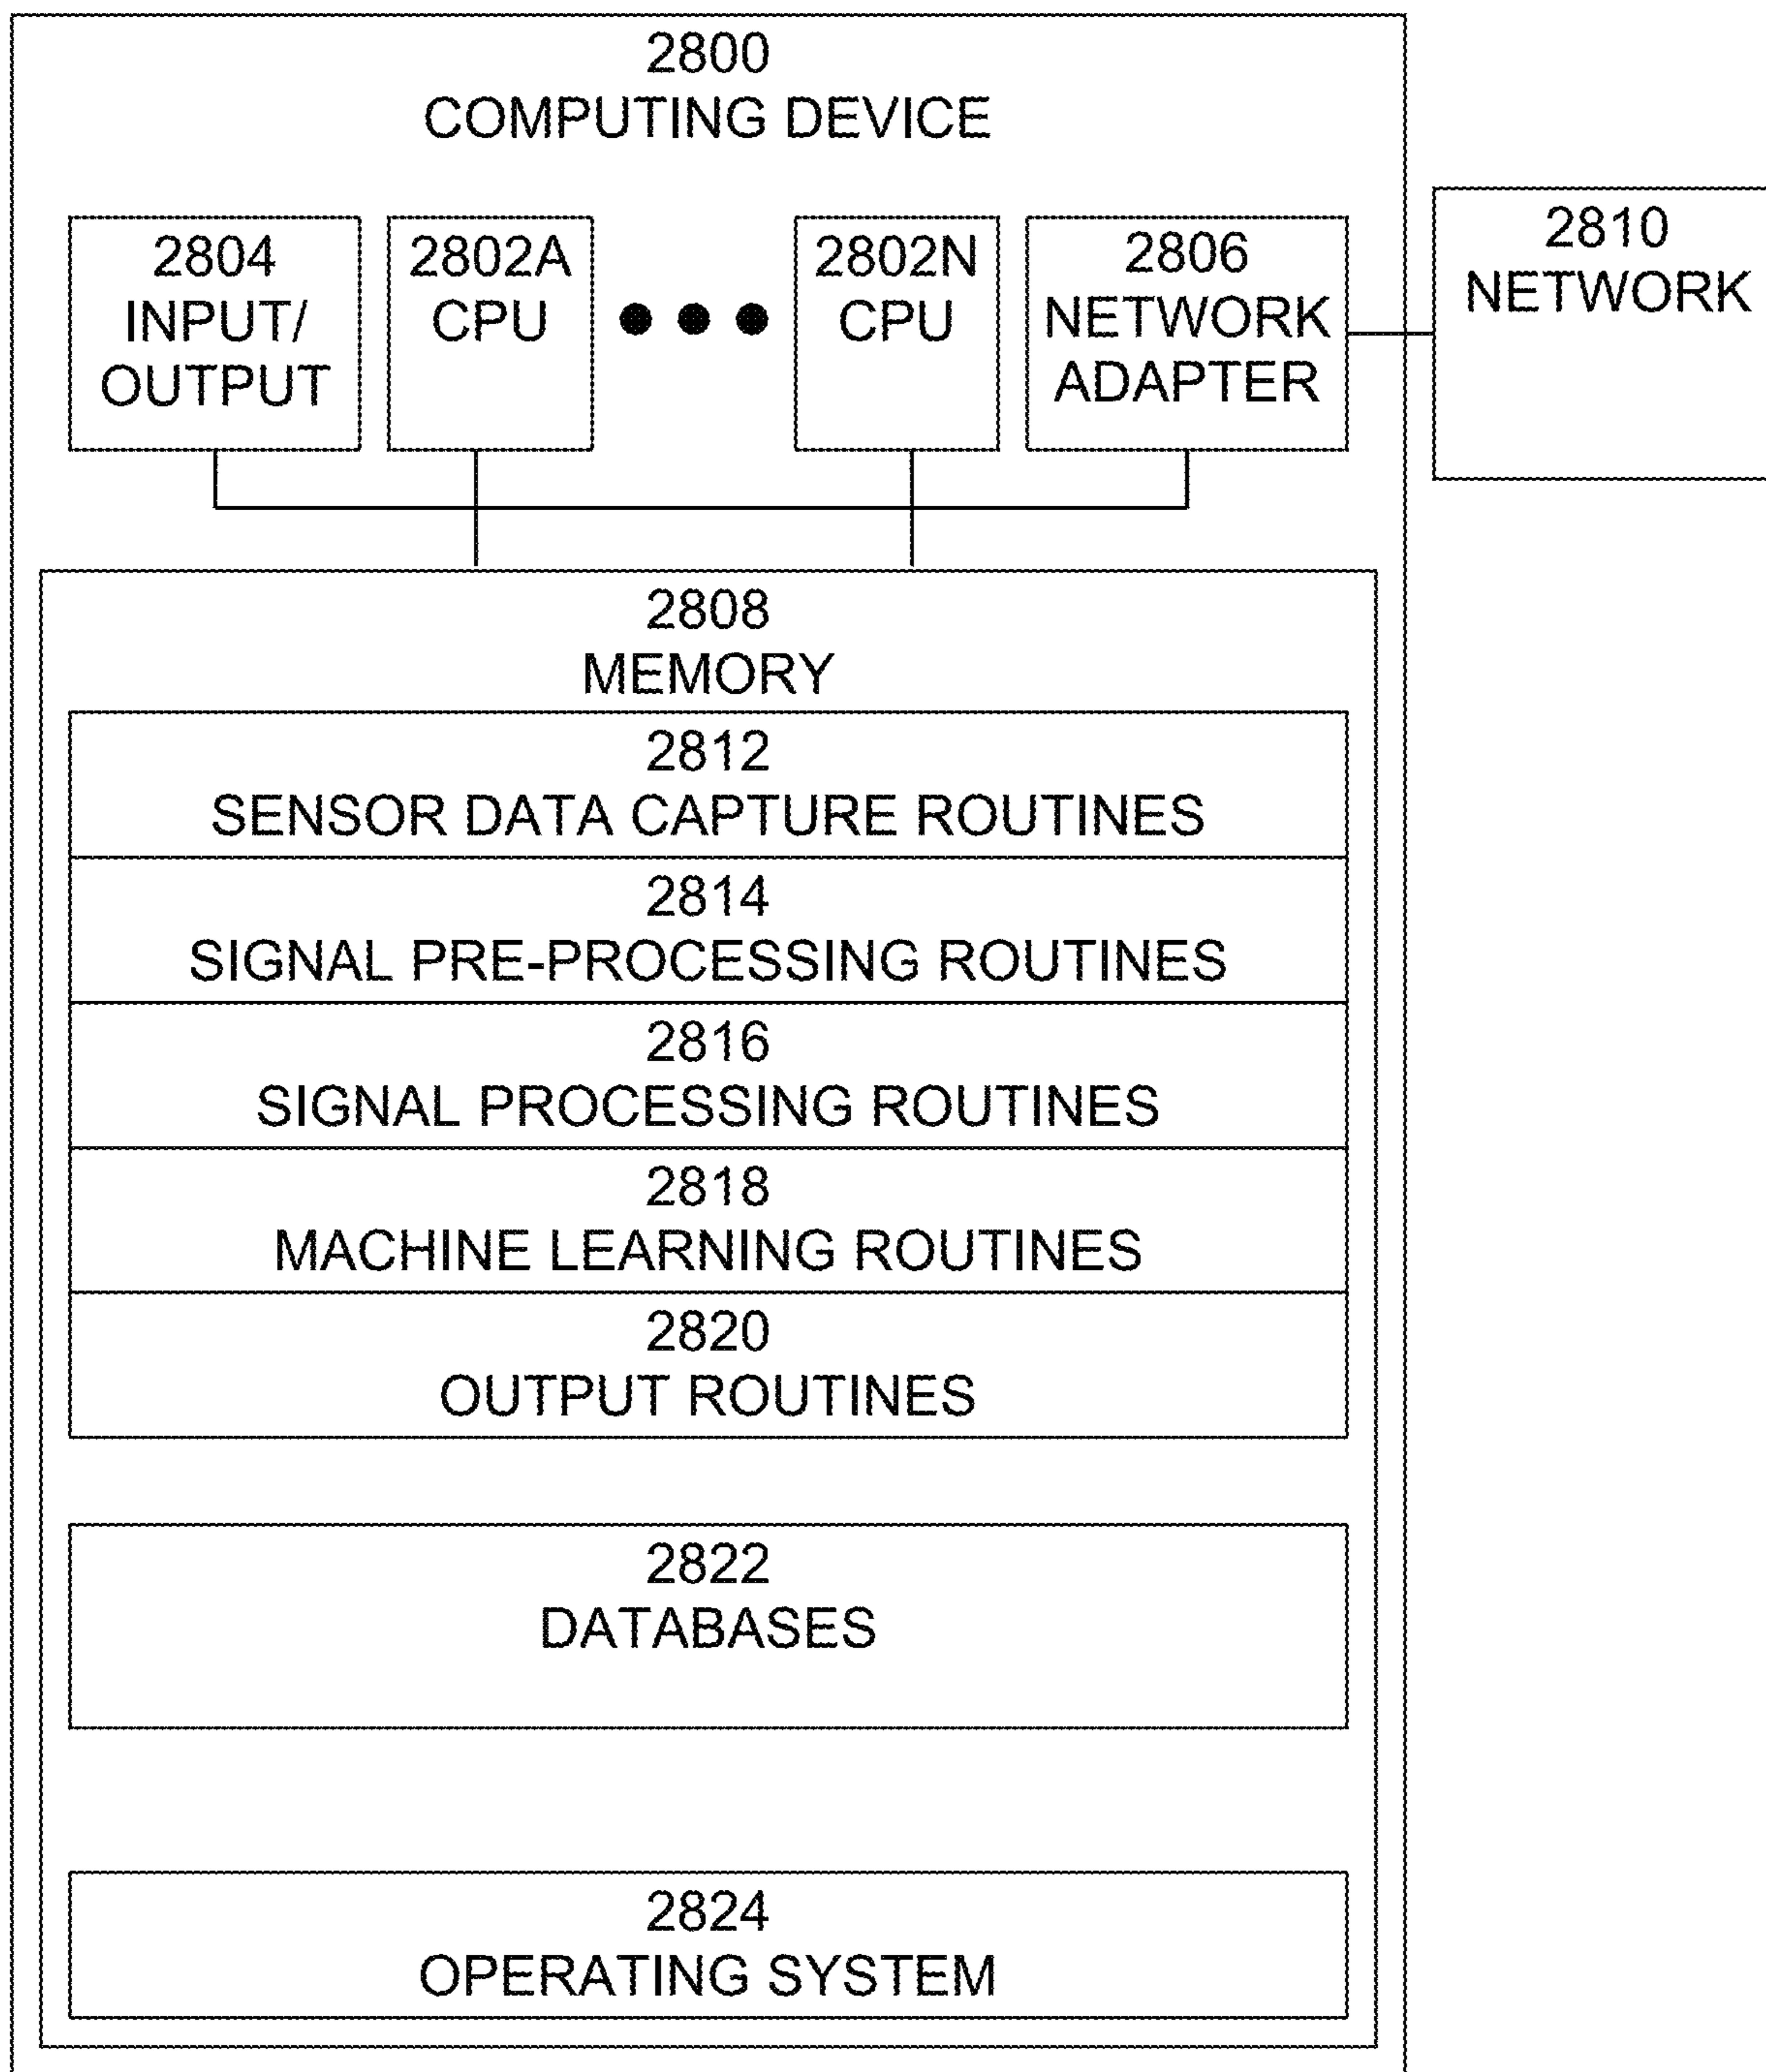 2800
COMPUTING DEVICE
2804
INPUT/
OUTPUT
2802A
CPU
2802N
CPU
2806
NETWORK
ADAPTER
2810
NETWORK
2808
MEMORY
2812
SENSOR DATA CAPTURE ROUTINES
2814
SIGNAL PRE-PROCESSING ROUTINES
2816
SIGNAL PROCESSING ROUTINES
2818
MACHINE LEARNING ROUTINES
2820
OUTPUT ROUTINES
2822
DATABASES
2824
OPERATING SYSTEM